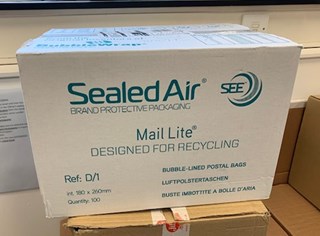 Sealed Air®
BRAND PROTECTIVE PACKAGING
SEE
Mail Lite®
DESIGNED FOR RECYCLING
Ref: D/1
Int. 180 x 260mm
Quantity: 100
BUBBLE-LINED POSTAL BAGS
LUFTPOLSTERTASCHEN
BUSTE IMBOTTITE A BOLLE D'ARIA